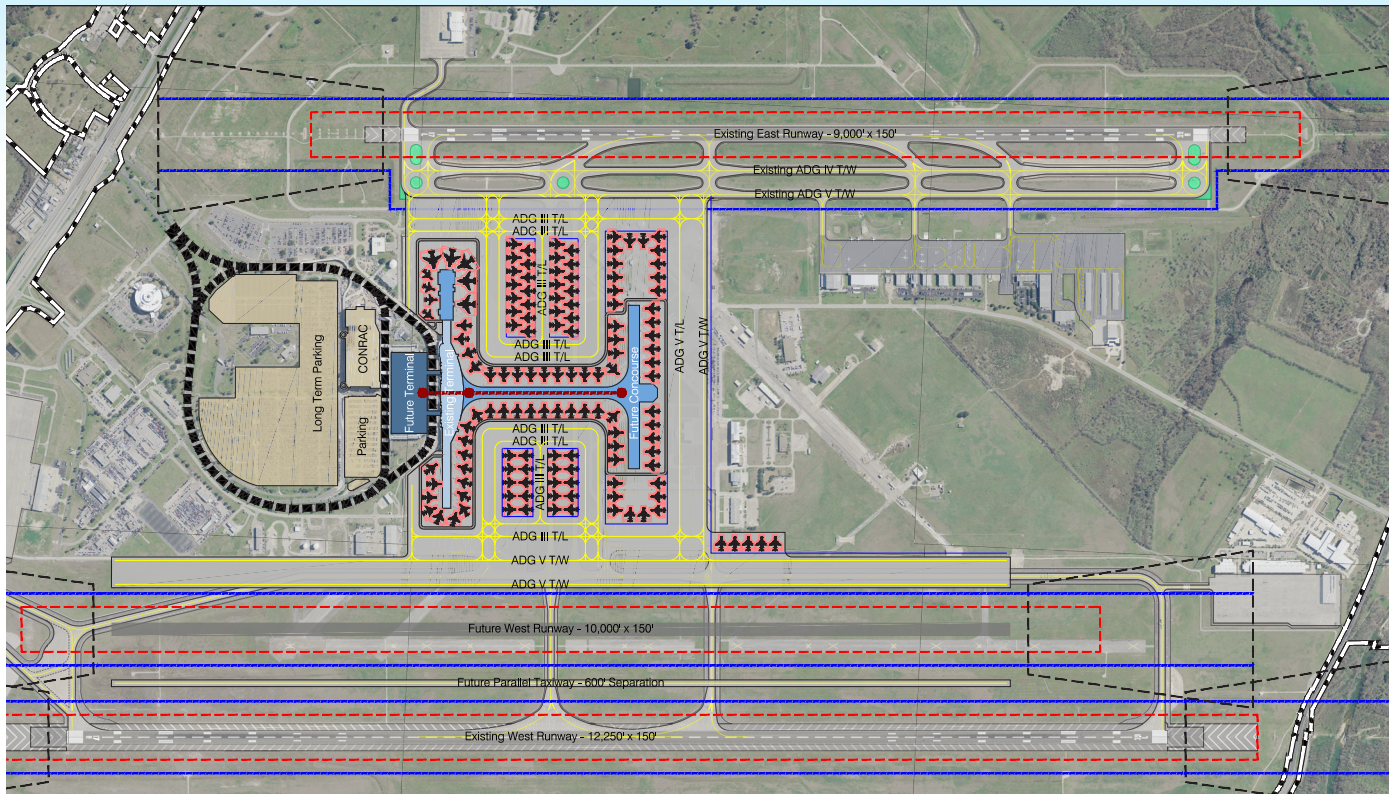 Existing East Runway - 9,000' x 150'
Existing ADG IV T/W
Existing ADG V T/W
ADG III T/L
ADG III T/L
ADG III T/L
ADG III T/L
ADG III T/L
ADG V T/L
ADG V T/W
Long Term Parking
CONRAC
Parking
Future Terminal
Existing Terminal
Future Concourse
ADG III T/L
ADG III T/L
ADG III T/L
ADG III T/L
ADG V T/W
ADG V T/W
Future West Runway - 10,000' x 150'
Future Parallel Taxiway - 600' Separation
Existing West Runway - 12,250' x 150'